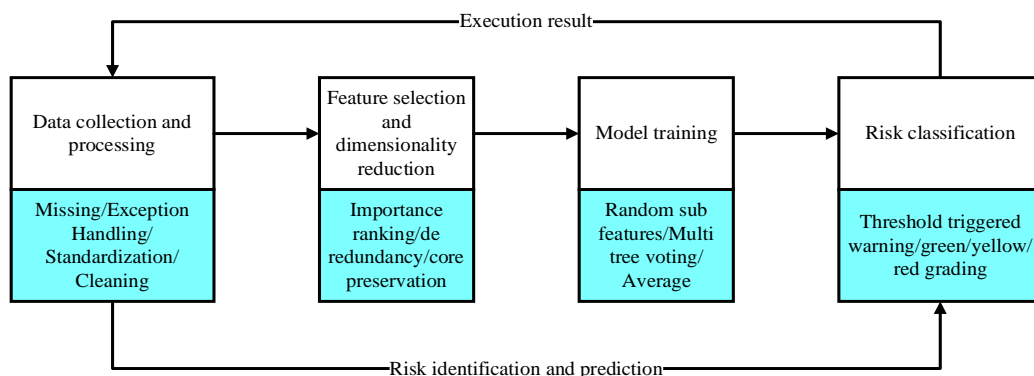 Execution result
Data collection and
processing
Feature selection
and
dimensionality
reduction
Model training
Risk classification
Missing/Exception
Handling/
Standardization/
Cleaning
Importance
ranking/de
redundancy/core
preservation
Random sub
features/Multi
tree voting/
Average
Threshold triggered
warning/green/yellow/
red grading
Risk identification and prediction